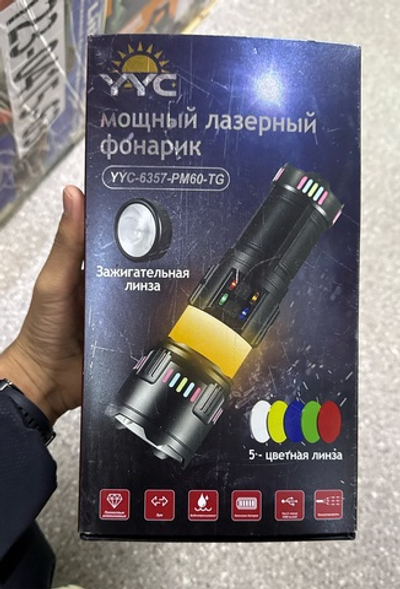 YYC
мощный лазерный
фонарик
YYC-6357-PM60-TG
Зажигательная
линза
5 - цветная линза